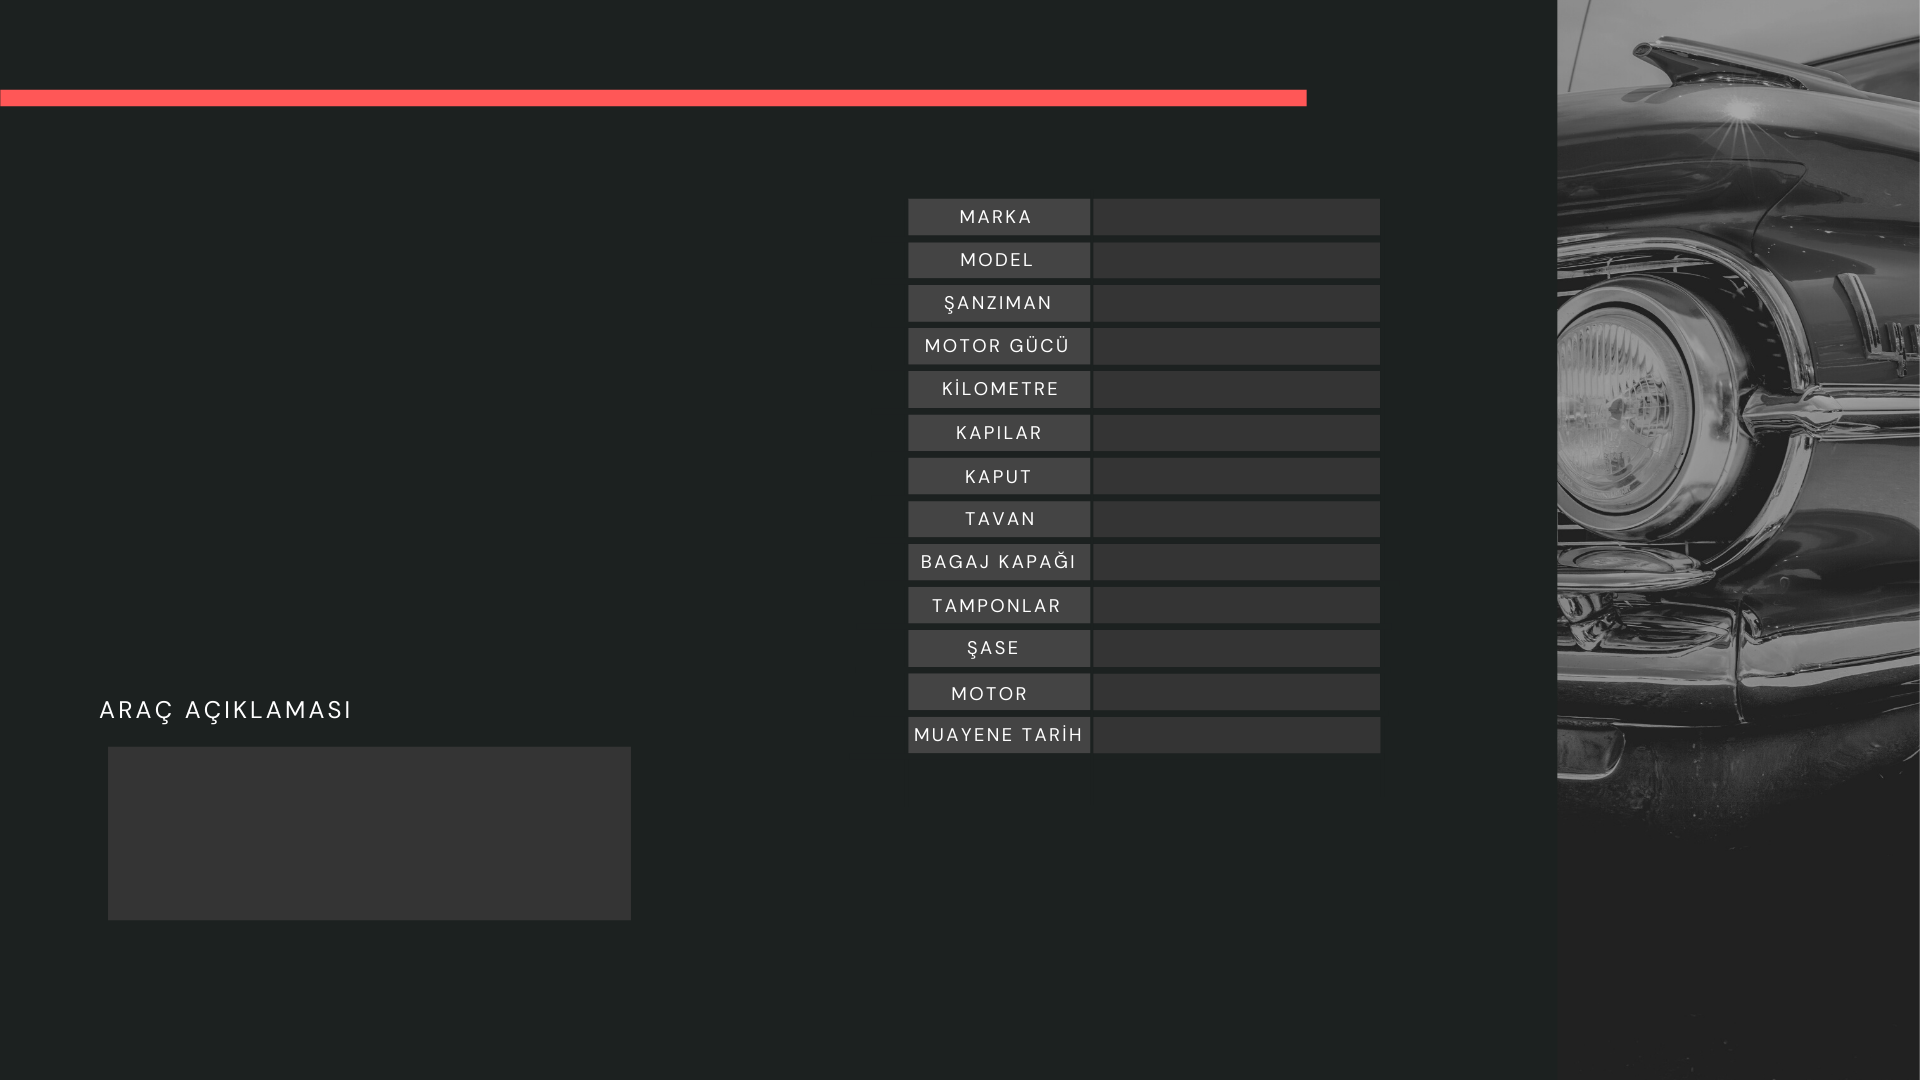 MARKA
MODEL
ŞANZIMAN
MOTOR GÜCÜ
KİLOMETRE
KAPILAR
KAPUT
TAVAN
BAGAJ KAPAĞI
TAMPONLAR
ŞASE
MOTOR
MUAYENE TARİH
ARAÇ AÇIKLAMASI